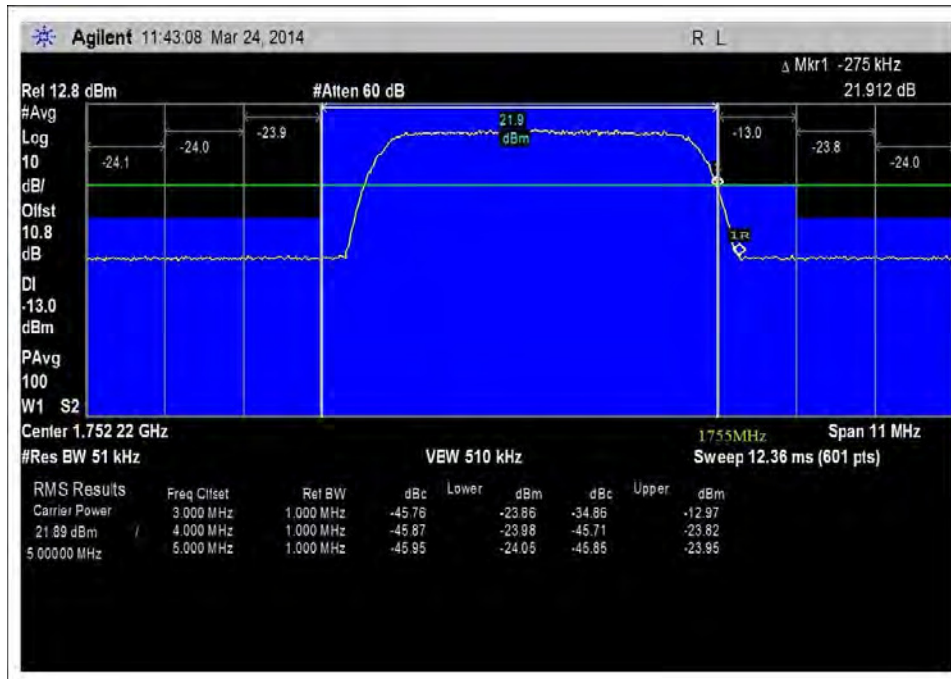 Agilent 11:43:08 Mar 24, 2014 R L
Δ Mkr1 -275 kHz
Ref 12.8 dBm #Atten 60 dB 21.912 dB
#Avg
Log
10
dB/
Offst
10.8
dB
DI
-13.0
dBm
PAvg
100
W1 S2
-24.1 -24.0 -23.9 21.9 dBm -13.0 -23.8 -24.0
1
1R
Center 1.752 22 GHz 1755MHz Span 11 MHz
#Res BW 51 kHz VBW 510 kHz Sweep 12.36 ms (601 pts)
RMS Results Freq Offset Ref BW dBc Lower dBm dBc Upper dBm
Carrier Power 3.000 MHz 1.000 MHz -45.76 -23.86 -34.86 -12.97
21.89 dBm / 4.000 MHz 1.000 MHz -45.87 -23.98 -45.71 -23.82
5.00000 MHz 5.000 MHz 1.000 MHz -45.95 -24.05 -45.85 -23.95